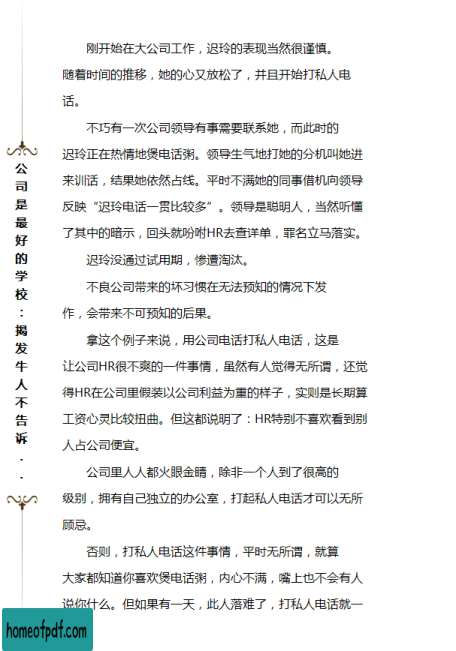 刚开始在大公司工作，迟玲的表现当然很谨慎。
随着时间的推移，她的心又放松了，并且开始打私人电
话。
不巧有一次公司领导有事需要联系她，而此时的
迟玲正在热情地煲电话粥。领导生气地打她的分机叫她进
来训话，结果她依然占线。平时不满她的同事借机向领导
反映“迟玲电话一贯比较多”。领导是聪明人，当然听懂
了其中的暗示，回头就吩咐HR去查详单，罪名立马落实。
迟玲没通过试用期，惨遭淘汰。
不良公司带来的坏习惯在无法预知的情况下发
作，会带来不可预知的后果。
拿这个例子来说，用公司电话打私人电话，这是
让公司HR很不爽的一件事情，虽然有人觉得无所谓，还觉
得HR在公司里假装以公司利益为重的样子，实则是长期算
工资心灵比较扭曲。但这都说明了：HR特别不喜欢看到别
人占公司便宜。
公司里人人都火眼金睛，除非一个人到了很高的
级别，拥有自己独立的办公室，打起私人电话才可以无所
顾忌。
否则，打私人电话这件事情，平时无所谓，就算
大家都知道你喜欢煲电话粥，内心不满，嘴上也不会有人
说你什么。但如果有一天，此人落难了，打私人电话就一
公司是最好的学校：揭发牛人不告诉..
homeofpdf.com